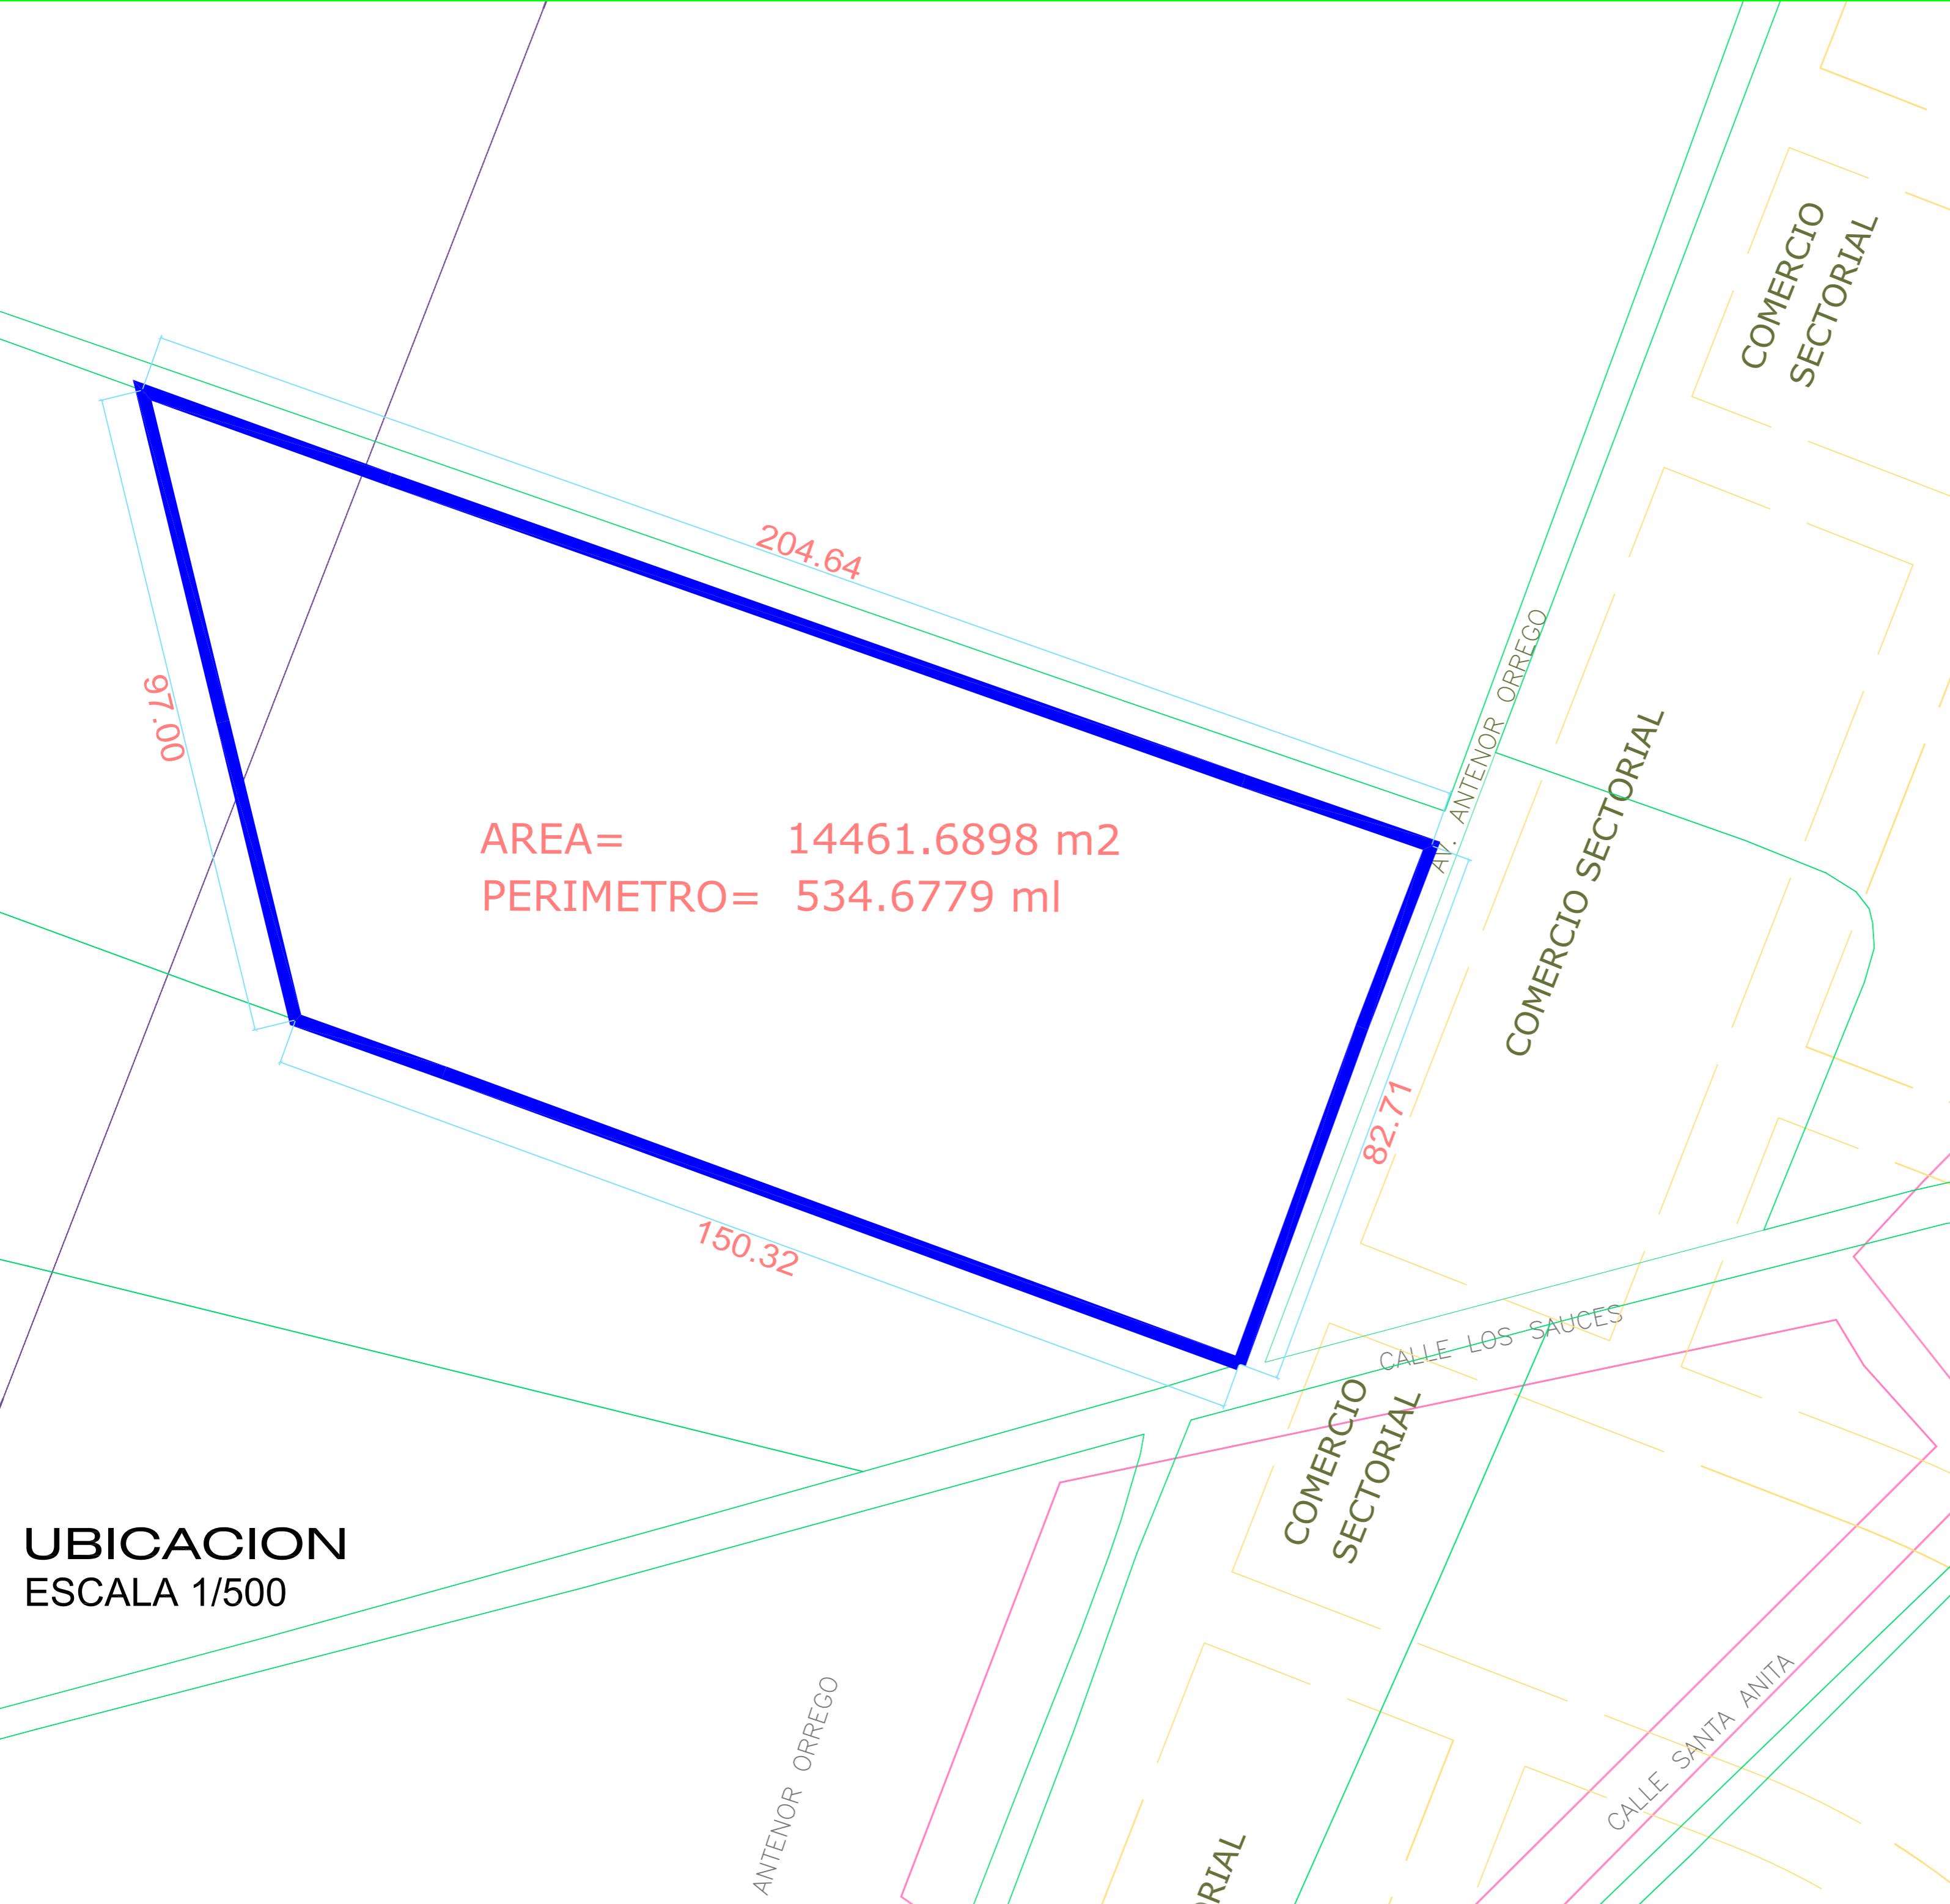 COMERCIO
SECTORIAL
204.64
AV. ANTENOR ORREGO
97.00
COMERCIO SECTORIAL
AREA= 14461.6898 m2
PERIMETRO= 534.6779 ml
82.71
150.32
CALLE LOS SAUCES
COMERCIO
SECTORIAL
UBICACION
ESCALA 1/500
ANTENOR ORREGO
CALLE SANTA ANITA
RIAL